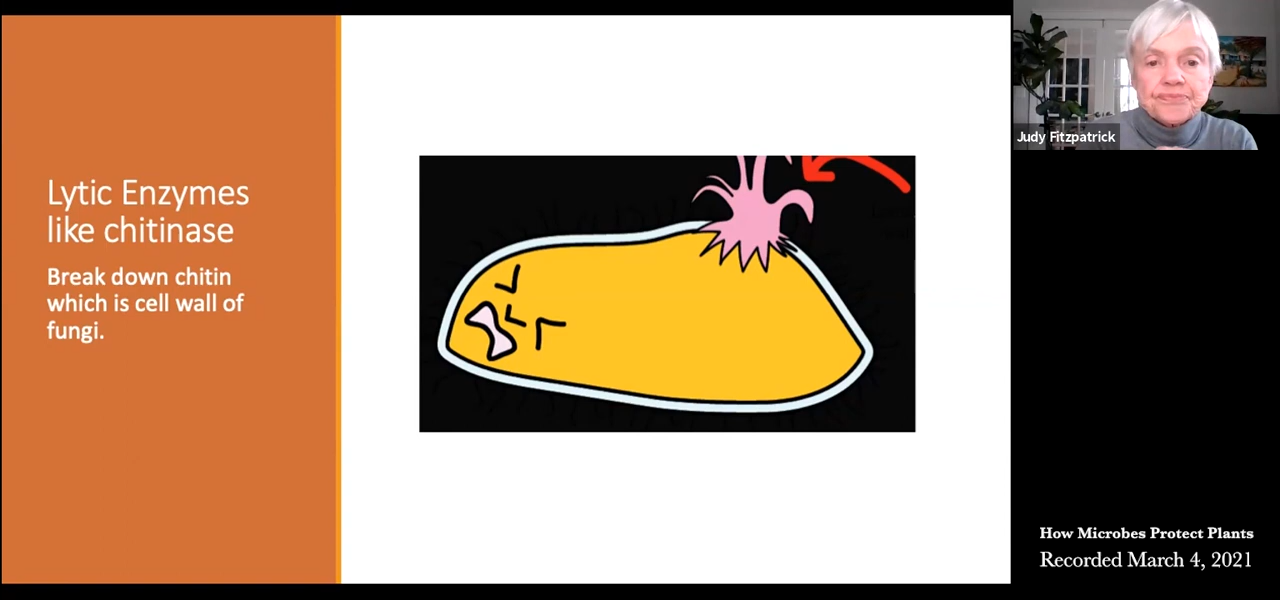 Lytic Enzymes
like chitinase
Break down chitin
which is cell wall of
fungi.
Judy Fitzpatrick
How Microbes Protect Plants
Recorded March 4, 2021